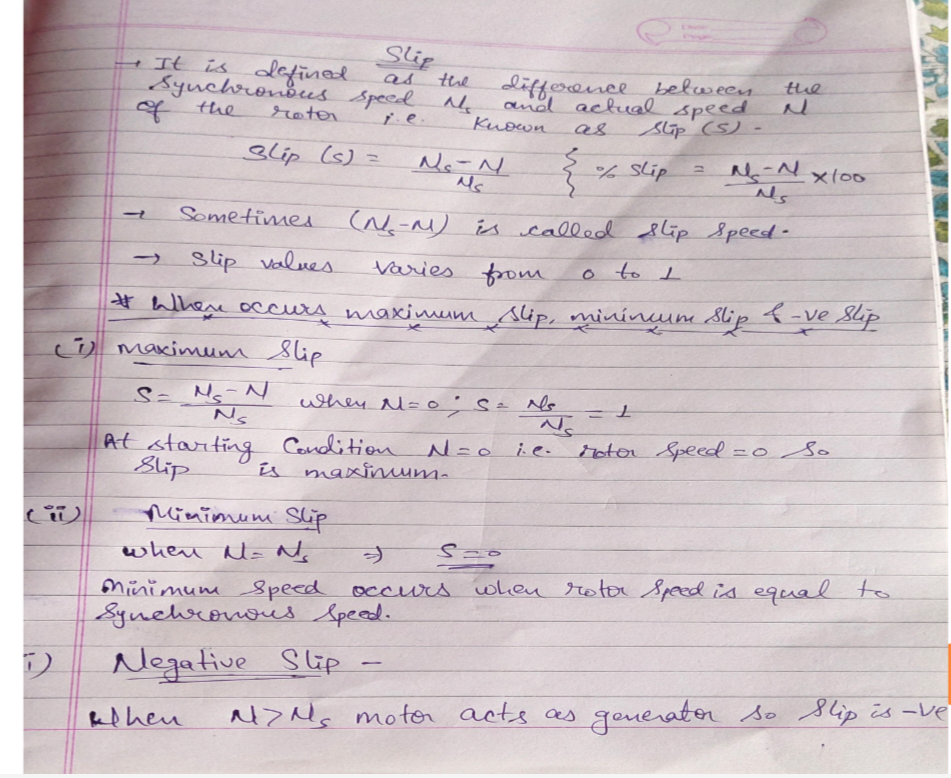 Slip
→ It is defined as the difference between the
Synchronous speed Ns and actual speed N
of the rotor i.e. Known as slip (s) -
Slip (s) = Ns-N/Ns { % slip = Ns-N/Ns ×100
→ Sometimes (Ns-N) is called slip speed.
→ Slip values varies from 0 to 1
* When occurs maximum slip, minimum slip & -ve slip
(i) maximum slip
S = Ns-N/Ns when N=0; S = Ns/Ns = 1
At starting Condition N=0 i.e. rotor speed =0 So
Slip is maximum-
(ii) Minimum Slip
when N = Ns ⇒ S=0
Minimum speed occurs when rotor speed is equal to
Synchronous speed.
i) Negative Slip -
When N>Ns motor acts as generator so slip is -ve